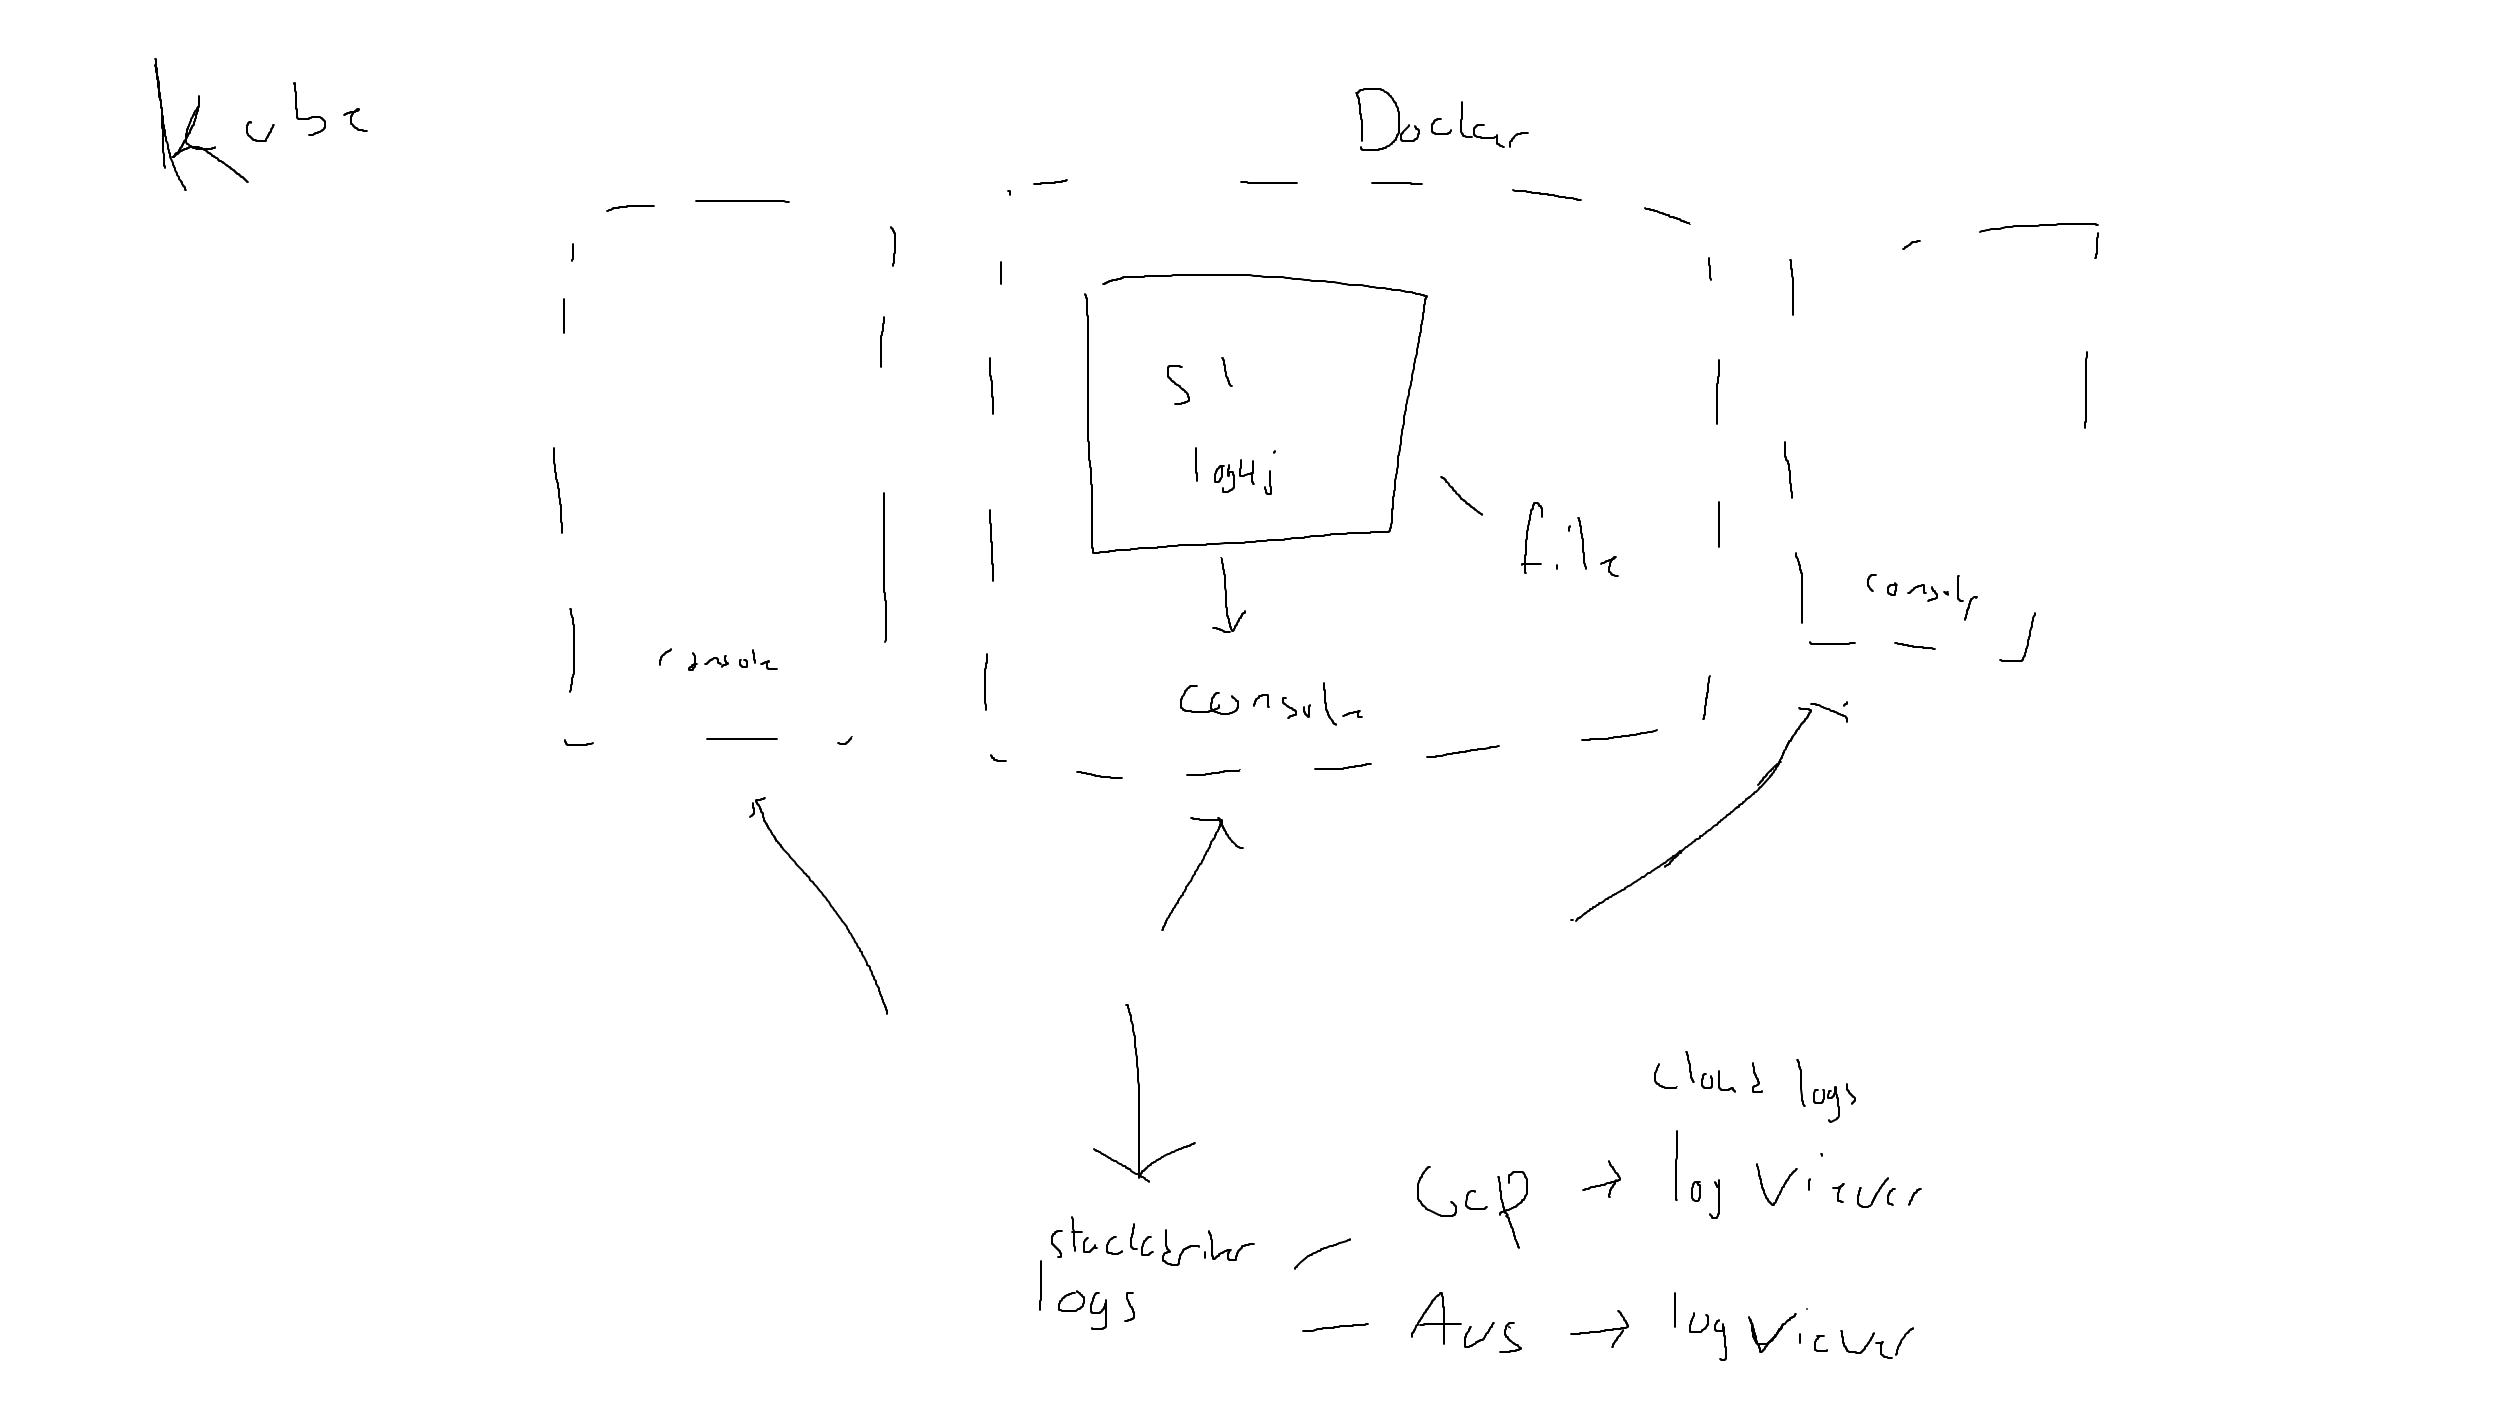 Kube
Docker
S1
log4j
file
console
console
console
cloud logs
Gcp → log Viewer
stackdriver
logs
Aws → log Viewer